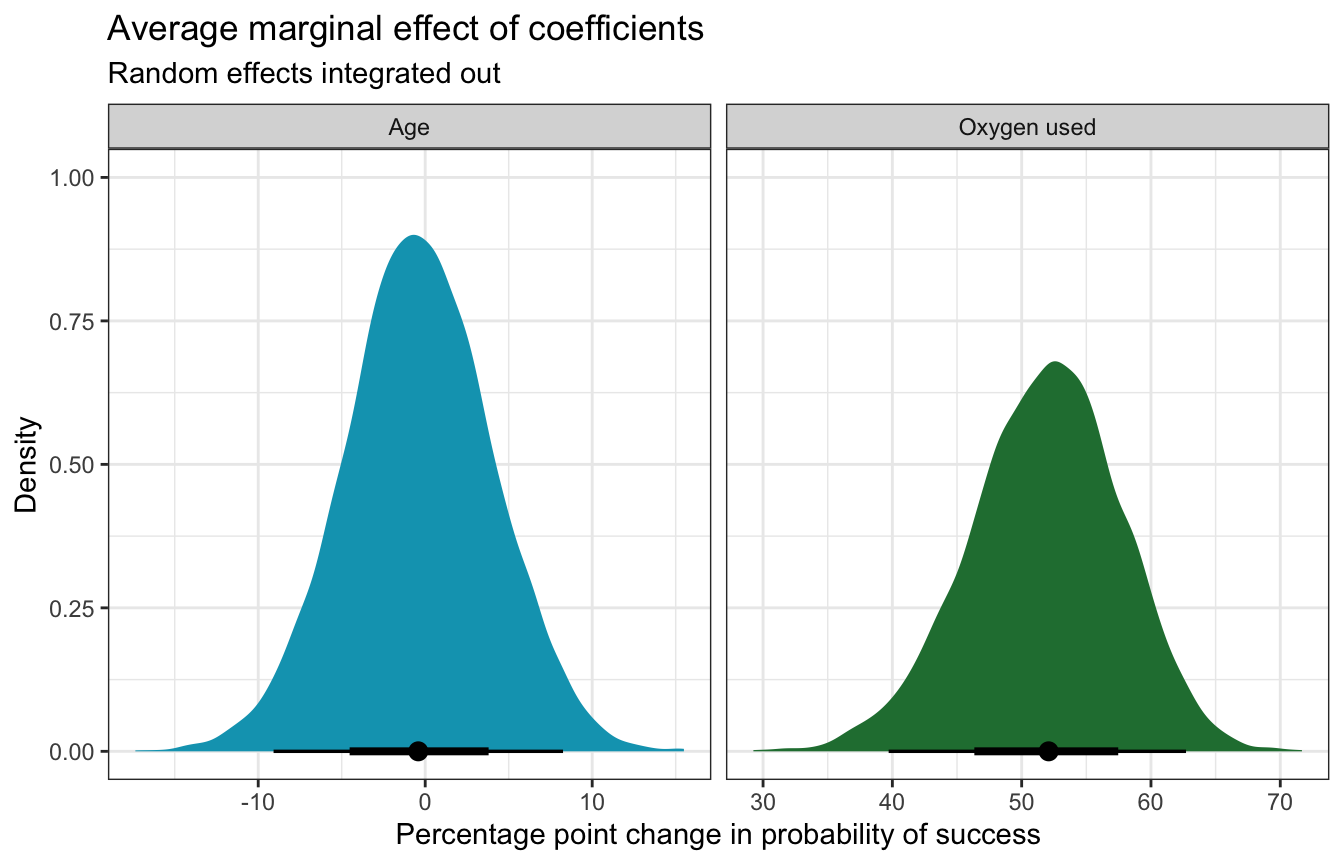 Average marginal effect of coefficients
Random effects integrated out
Age
Oxygen used
1.00
0.75
0.50
0.25
0.00
Density
-10 0 10
30 40 50 60 70
Percentage point change in probability of success